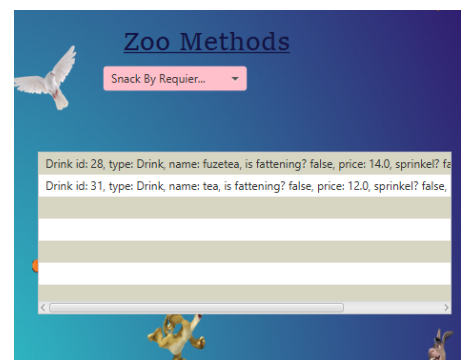 Zoo Methods
Snack By Requier...
Drink id: 28, type: Drink, name: fuzetea, is fattening? false, price: 14.0, sprinkel? fa
Drink id: 31, type: Drink, name: tea, is fattening? false, price: 12.0, sprinkel? false,